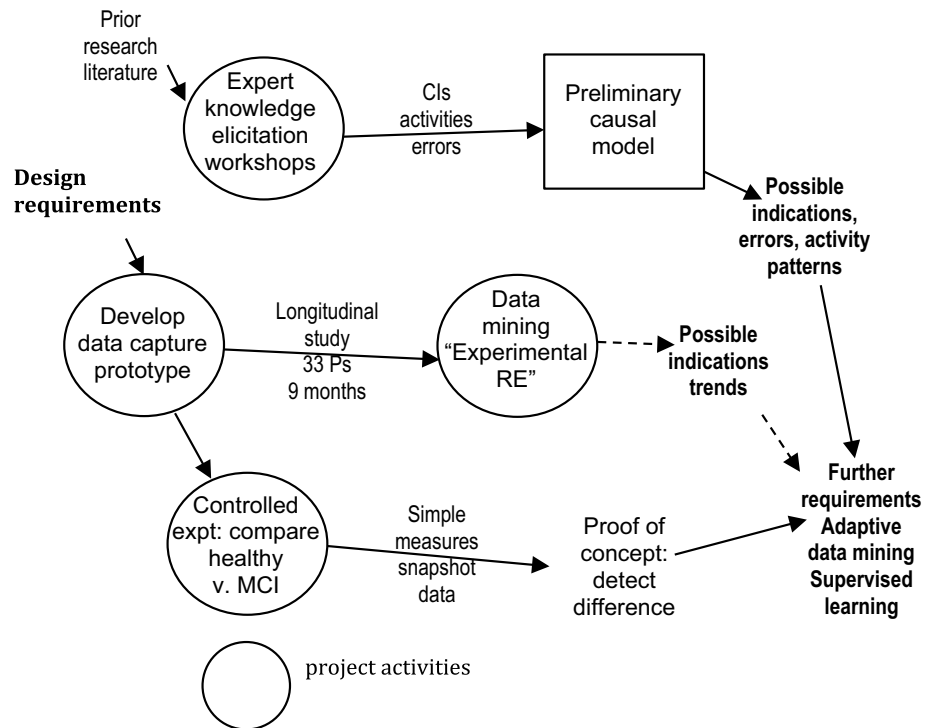 Prior
research
literature
Expert
knowledge
elicitation
workshops
CIs
activities
errors
Preliminary
causal
model
Design
requirements
Possible
indications,
errors, activity
patterns
Develop
data capture
prototype
Longitudinal
study
33 Ps
9 months
Data
mining
“Experimental
RE”
Possible
indications
trends
Controlled
expt: compare
healthy
v. MCI
Simple
measures
snapshot
data
Proof of
concept:
detect
difference
Further
requirements
Adaptive
data mining
Supervised
learning
project activities